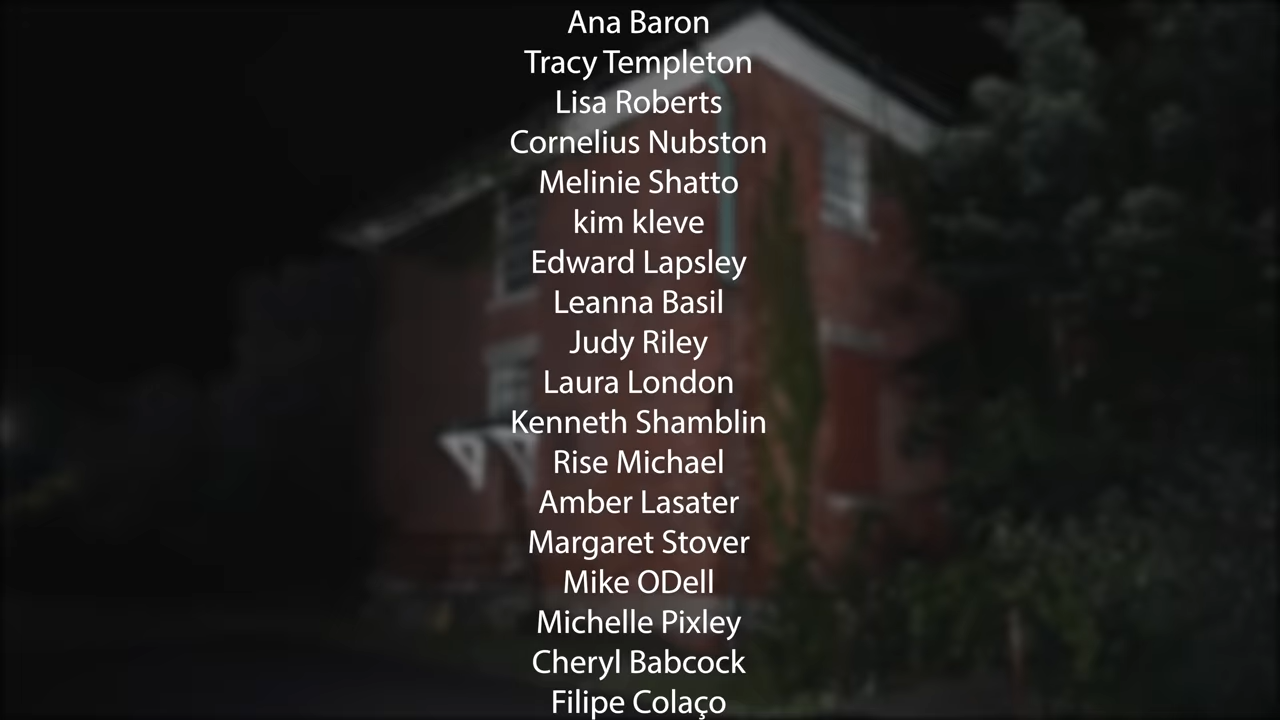 Ana Baron
Tracy Templeton
Lisa Roberts
Cornelius Nubston
Melinie Shatto
kim kleve
Edward Lapsley
Leanna Basil
Judy Riley
Laura London
Kenneth Shamblin
Rise Michael
Amber Lasater
Margaret Stover
Mike ODell
Michelle Pixley
Cheryl Babcock
Filipe Colaço